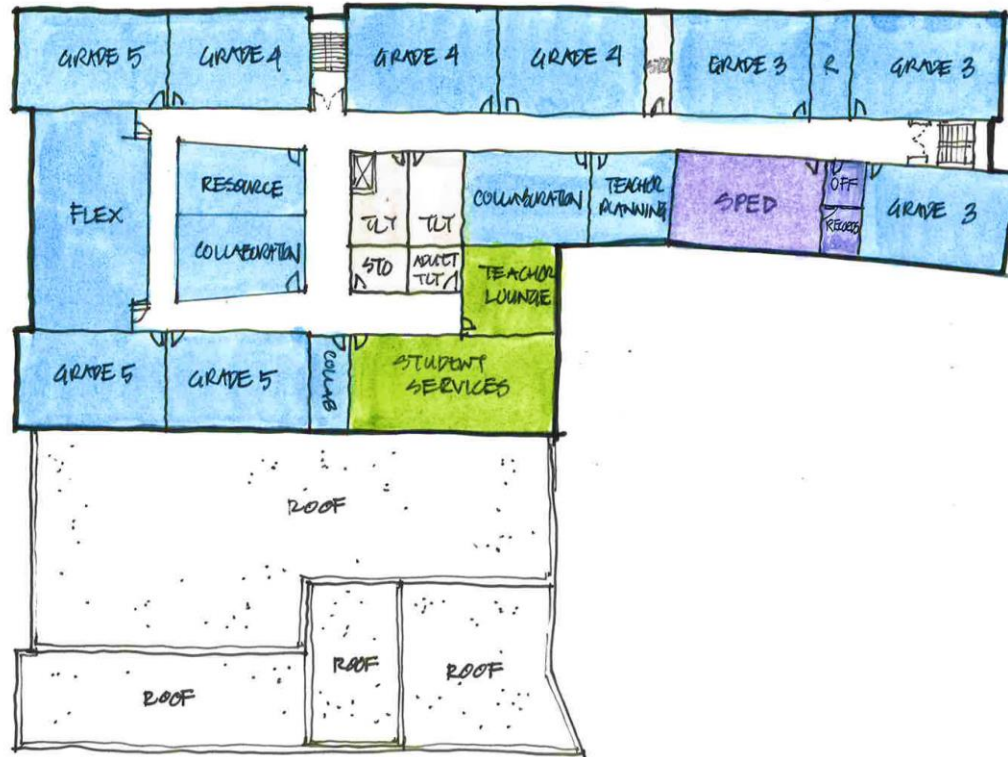 GRADE 5
GRADE 4
GRADE 4
GRADE 4
STO
GRADE 3
R
GRADE 3
FLEX
RESOURCE
COLLABORATION
TLT
TLT
STO
ADULT
TLT
COLLABORATION
TEACHER
PLANNING
SPED
OFF
RECORDS
GRADE 3
TEACHER
LOUNGE
GRADE 5
GRADE 5
COLLAB
STUDENT
SERVICES
ROOF
ROOF
ROOF
ROOF